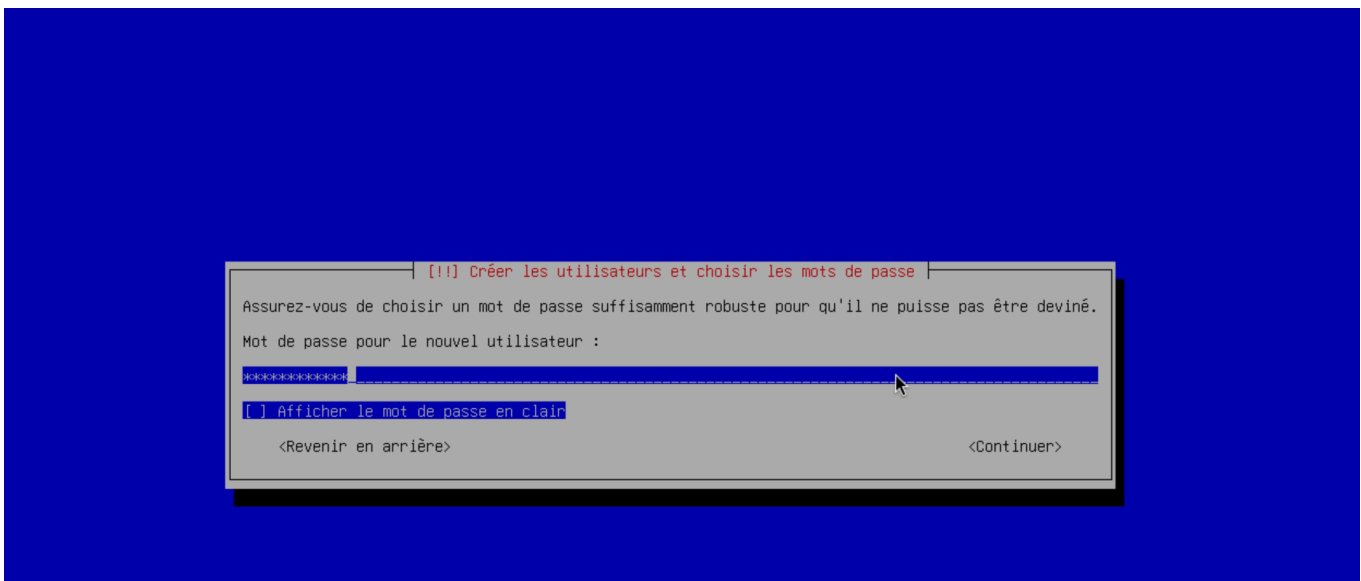 [!!] Créer les utilisateurs et choisir les mots de passe
Assurez-vous de choisir un mot de passe suffisamment robuste pour qu'il ne puisse pas être deviné.
Mot de passe pour le nouvel utilisateur :
************
[ ] Afficher le mot de passe en clair
<Revenir en arrière> <Continuer>